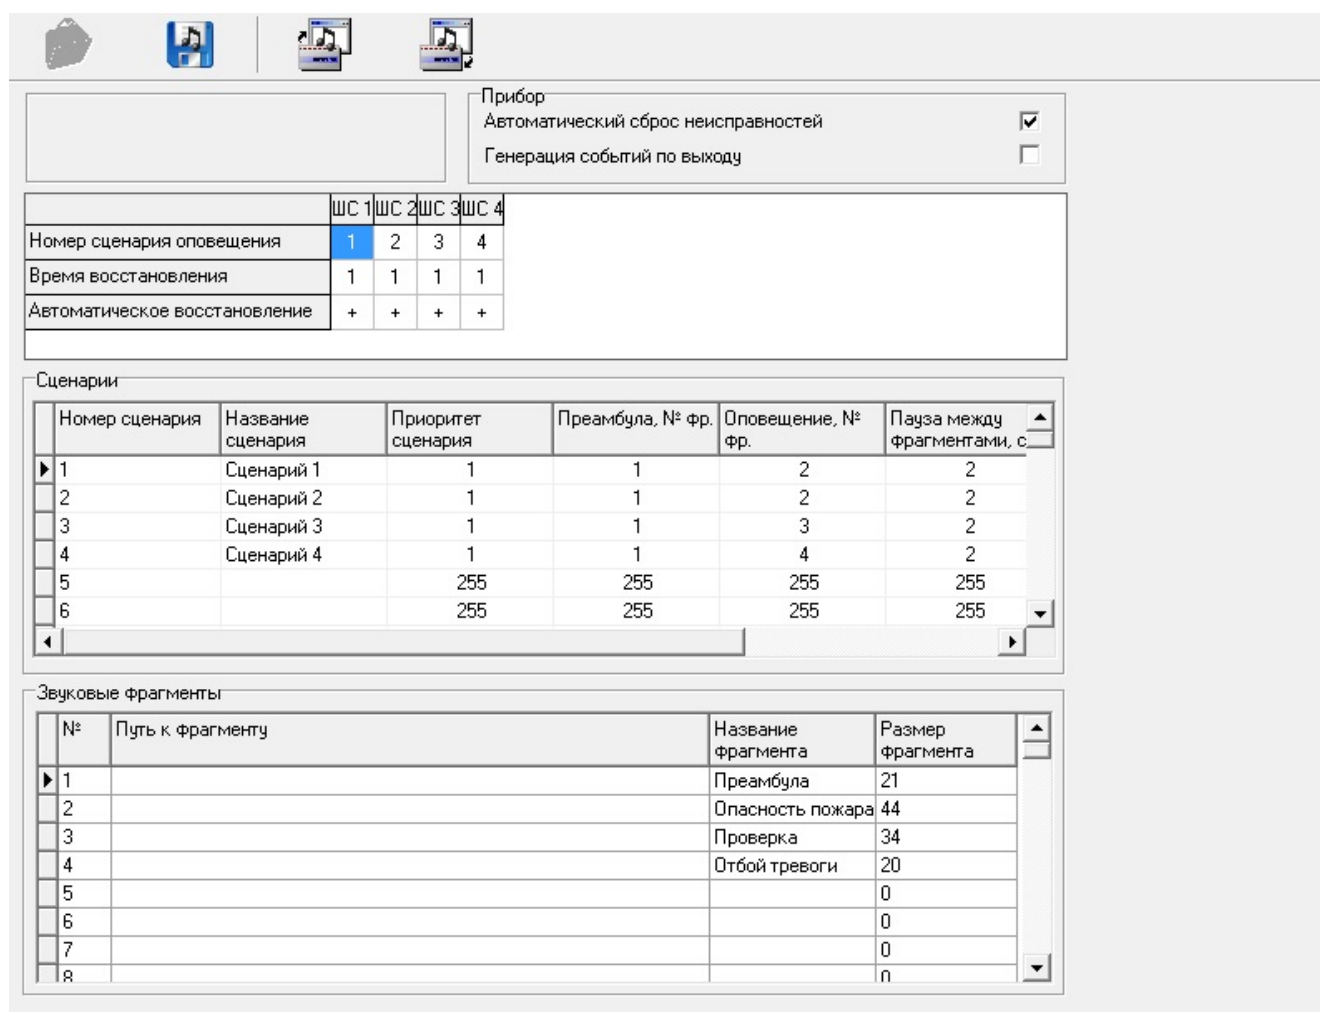 Прибор
Автоматический сброс неисправностей
Генерация событий по выходу
ШС 1 ШС 2 ШС 3 ШС 4
Номер сценария оповещения 1 2 3 4
Время восстановления 1 1 1 1
Автоматическое восстановление + + + +
Сценарии
Номер сценария Название Приоритет Преамбула, № фр. Оповещение, № Пауза между
сценария сценария фр. фрагментами, с
1 Сценарий 1 1 1 2 2
2 Сценарий 2 1 1 2 2
3 Сценарий 3 1 1 3 2
4 Сценарий 4 1 1 4 2
5 255 255 255 255
6 255 255 255 255
Звуковые фрагменты
№ Путь к фрагменту Название Размер
фрагмента фрагмента
1 Преамбула 21
2 Опасность пожара 44
3 Проверка 34
4 Отбой тревоги 20
5 0
6 0
7 0
8 0